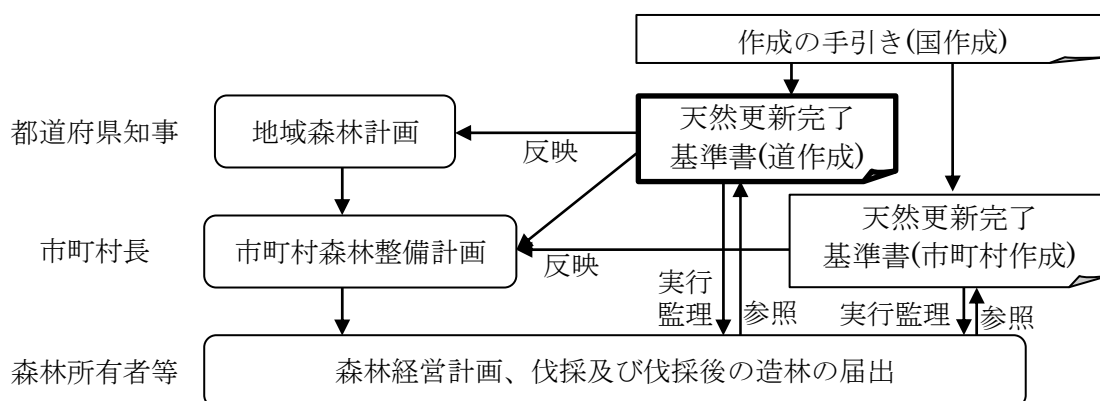 作成の手引き(国作成)
都道府県知事
地域森林計画
反映
天然更新完了
基準書(道作成)
市町村長
市町村森林整備計画
反映
天然更新完了
基準書(市町村作成)
実行
監理
参照
実行監理
参照
森林所有者等
森林経営計画、伐採及び伐採後の造林の届出